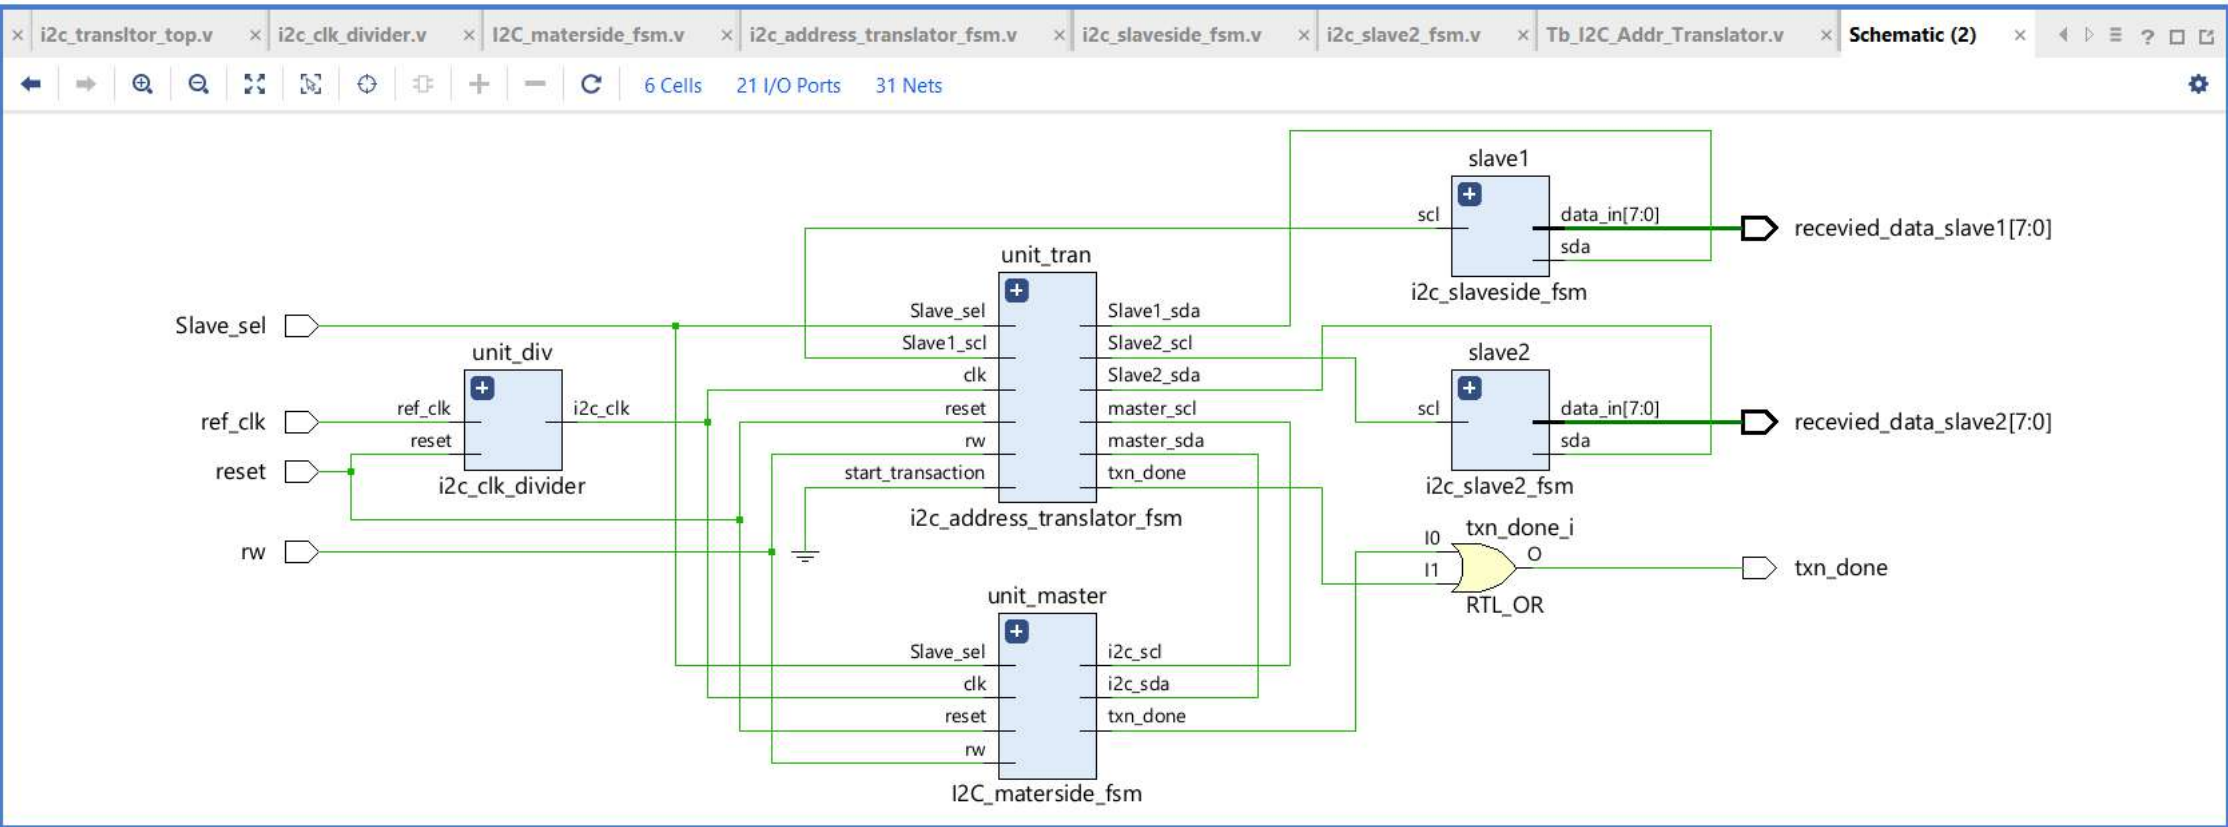 i2c_transltor_top.v i2c_clk_divider.v I2C_materside_fsm.v i2c_address_translator_fsm.v i2c_slaveside_fsm.v i2c_slave2_fsm.v Tb_I2C_Addr_Translator.v Schematic (2)
6 Cells 21 I/O Ports 31 Nets
slave1
scl data_in[7:0]
sda
recevied_data_slave1[7:0]
i2c_slaveside_fsm
unit_tran
Slave_sel Slave1_sda
Slave1_scl Slave2_scl
clk Slave2_sda
reset master_scl
rw master_sda
start_transaction txn_done
i2c_address_translator_fsm
Slave_sel
unit_div
ref_clk ref_clk i2c_clk
reset reset
i2c_clk_divider
rw
slave2
scl data_in[7:0]
sda
recevied_data_slave2[7:0]
i2c_slave2_fsm
txn_done_i
I0 O
I1
txn_done
RTL_OR
unit_master
Slave_sel i2c_scl
clk i2c_sda
reset txn_done
rw
I2C_materside_fsm